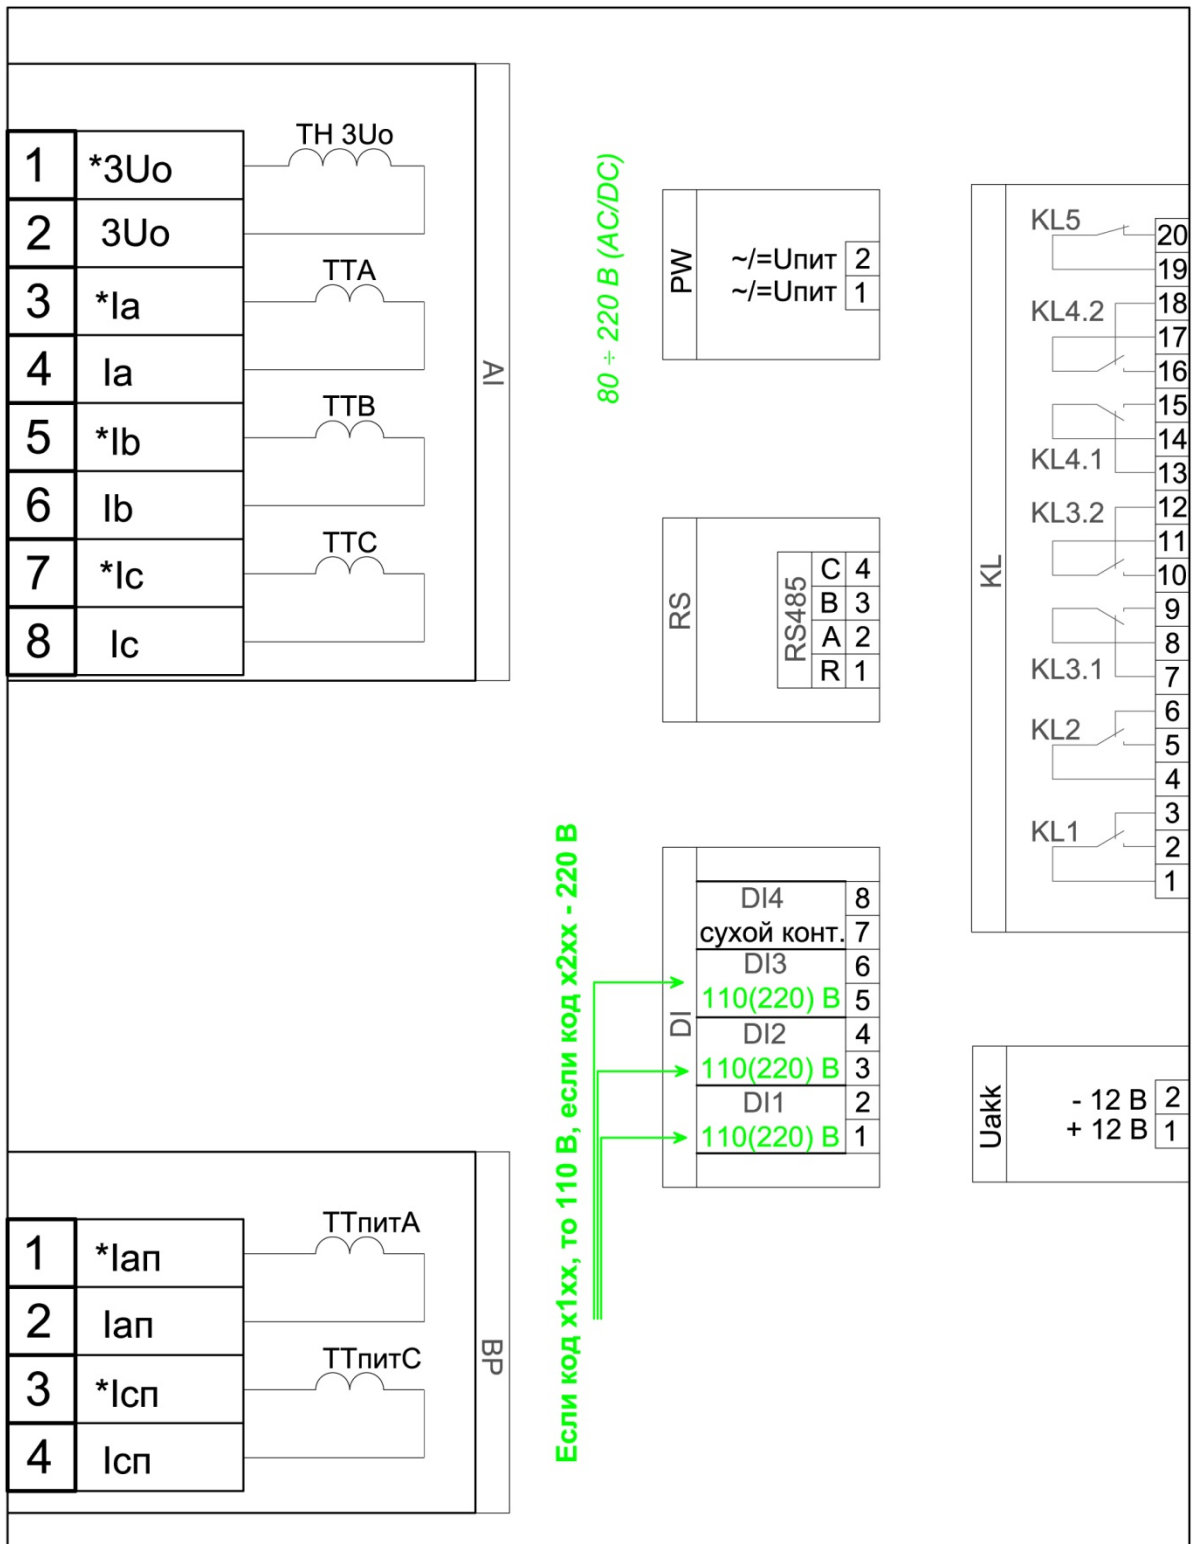 ТН 3Uo
1 *3Uo
2 3Uo
ТТА
3 *Ia
4 Ia
ТТВ
5 *Ib
6 Ib
ТТС
7 *Ic
8 Ic
AI
80 ÷ 220 В (AC/DC)
PW
~/=Uпит 2
~/=Uпит 1
RS
RS485
C 4
B 3
A 2
R 1
Если код х1хх, то 110 В, если код х2хх - 220 В
DI
DI4 8
сухой конт. 7
DI3 6
110(220) В 5
DI2 4
110(220) В 3
DI1 2
110(220) В 1
KL
KL5
20
19
KL4.2
18
17
16
15
14
KL4.1
13
KL3.2
12
11
10
9
8
KL3.1
7
KL2
6
5
4
KL1
3
2
1
Uakk
- 12 В 2
+ 12 В 1
ТТпитА
1 *Iап
2 Iап
ТТпитС
3 *Iсп
4 Iсп
BP